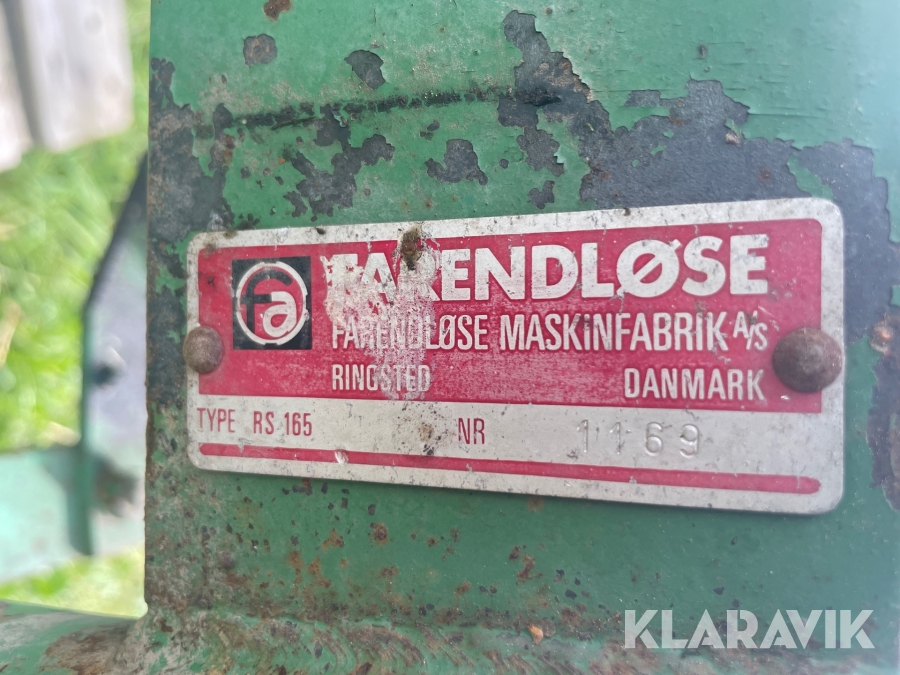 fa FARENDLØSE
FARENDLØSE MASKINFABRIK A/S
RINGSTED DANMARK
TYPE RS 165 NR 1169
KLARAVIK